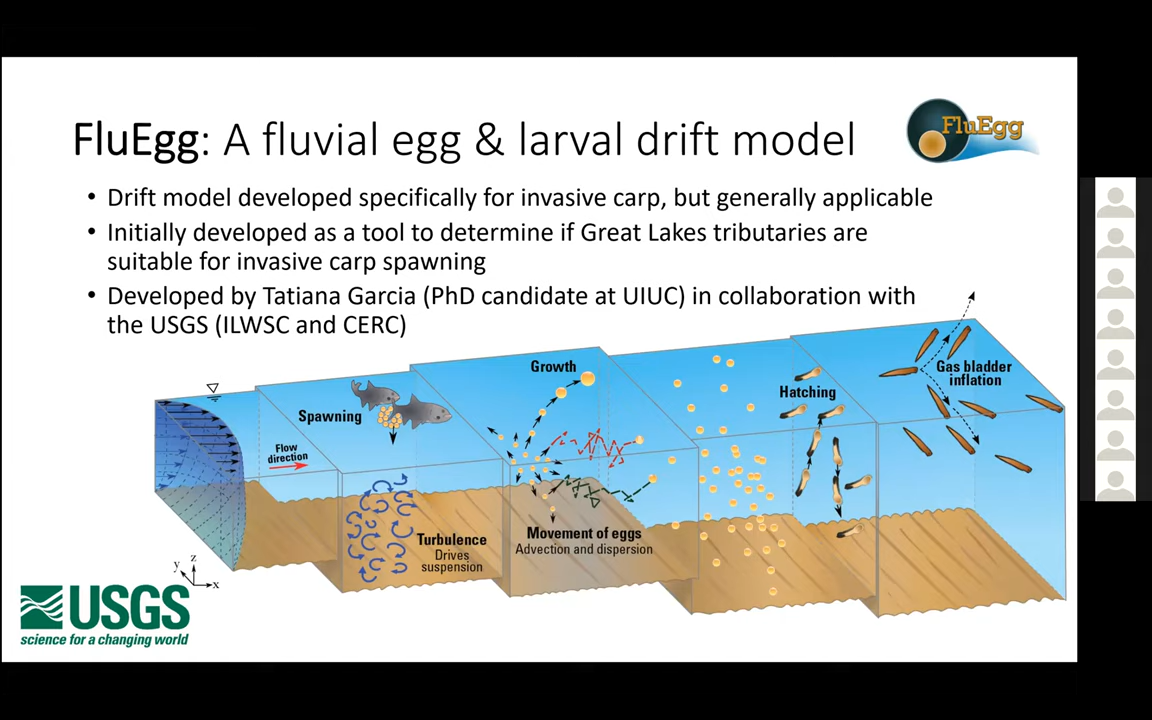 FluEgg: A fluvial egg & larval drift model
FluEgg
• Drift model developed specifically for invasive carp, but generally applicable
• Initially developed as a tool to determine if Great Lakes tributaries are
suitable for invasive carp spawning
• Developed by Tatiana Garcia (PhD candidate at UIUC) in collaboration with
the USGS (ILWSC and CERC)
Flow
direction
Spawning
Turbulence
Drives
suspension
Growth
Movement of eggs
Advection and dispersion
Hatching
Gas bladder
inflation
z
y
x
USGS
science for a changing world